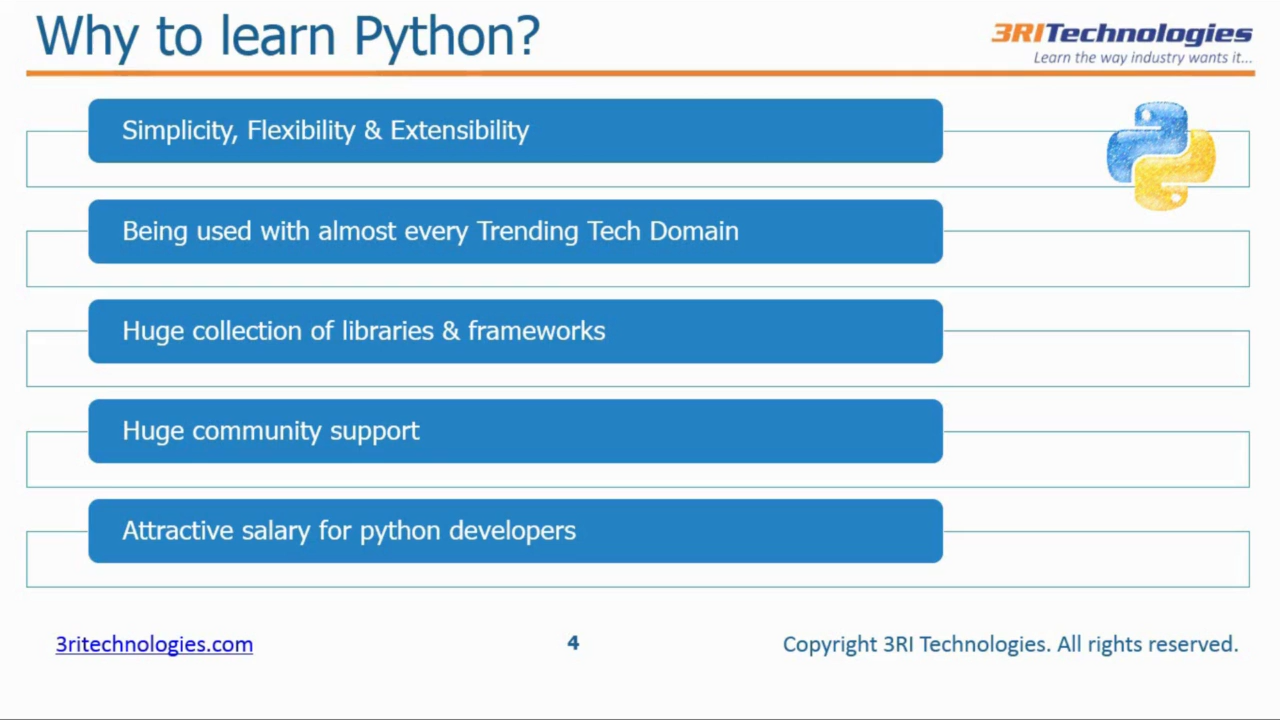 Why to learn Python?
3RITechnologies
Learn the way industry wants it...
Simplicity, Flexibility & Extensibility
Being used with almost every Trending Tech Domain
Huge collection of libraries & frameworks
Huge community support
Attractive salary for python developers
3ritechnologies.com
4
Copyright 3RI Technologies. All rights reserved.